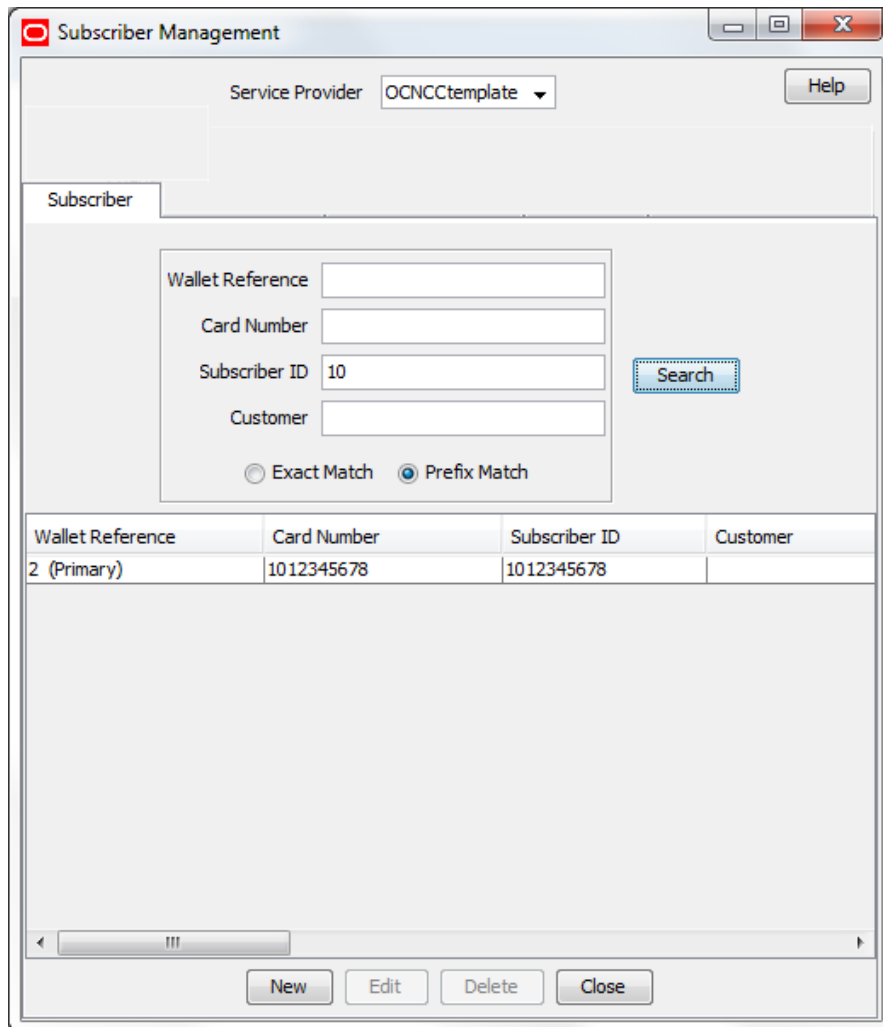 Subscriber Management
Service Provider OCNCCtemplate Help
Subscriber
Wallet Reference
Card Number
Subscriber ID 10 Search
Customer
Exact Match Prefix Match
Wallet Reference Card Number Subscriber ID Customer
2 (Primary) 1012345678 1012345678
New Edit Delete Close